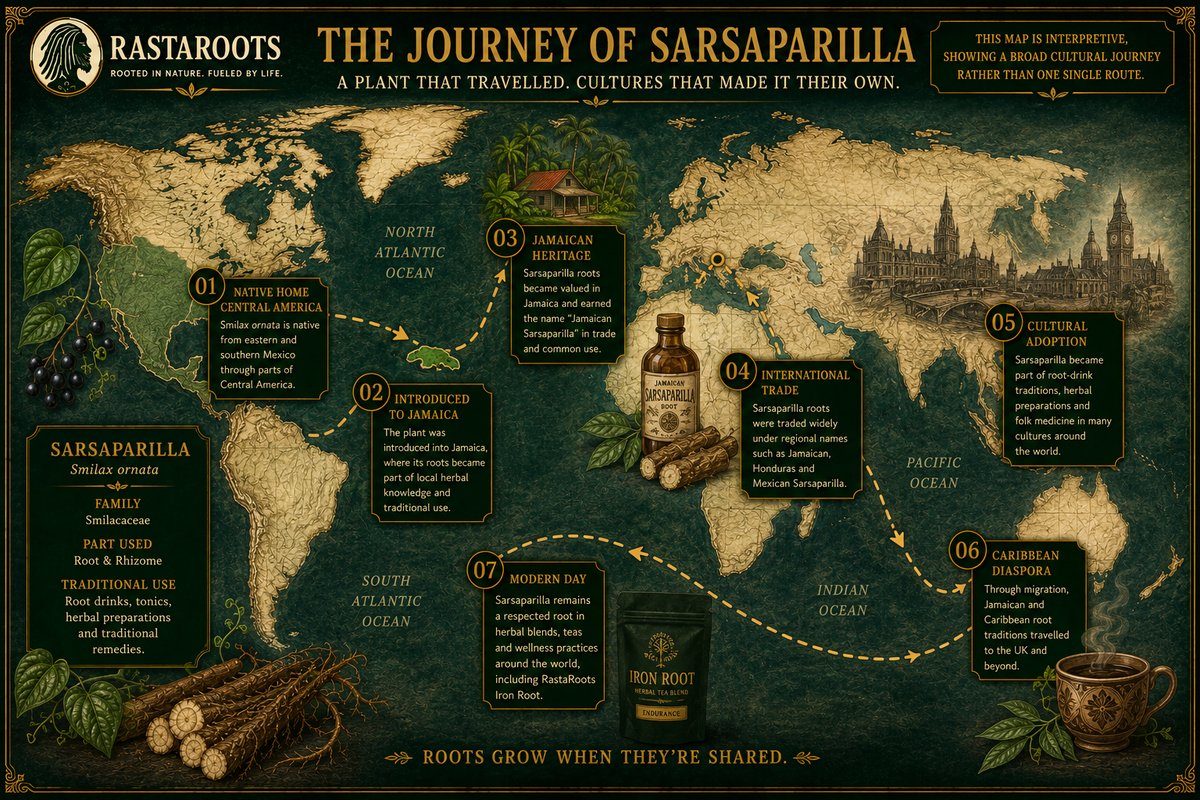 RASTAROOTS
ROOTED IN NATURE. FUELED BY LIFE.
THE JOURNEY OF SARSAPARILLA
A PLANT THAT TRAVELLED. CULTURES THAT MADE IT THEIR OWN.
THIS MAP IS INTERPRETIVE,
SHOWING A BROAD CULTURAL JOURNEY
RATHER THAN ONE SINGLE ROUTE.
NORTH
ATLANTIC
OCEAN
01
NATIVE HOME
CENTRAL AMERICA
Smilax ornata is native
from eastern and
southern Mexico
through parts of
Central America.
02
INTRODUCED
TO JAMAICA
The plant was
introduced into Jamaica,
where its roots became
part of local herbal
knowledge and
traditional use.
03
JAMAICAN
HERITAGE
Sarsaparilla roots
became valued in
Jamaica and earned
the name “Jamaican
Sarsaparilla” in trade
and common use.
JAMAICAN
SARSAPARILLA
ROOT
04
INTERNATIONAL
TRADE
Sarsaparilla roots
were traded widely
under regional names
such as Jamaican,
Honduras and
Mexican Sarsaparilla.
05
CULTURAL
ADOPTION
Sarsaparilla became
part of root-drink
traditions, herbal
preparations and
folk medicine in many
cultures around
the world.
PACIFIC
OCEAN
SARSAPARILLA
Smilax ornata
FAMILY
Smilacaceae
PART USED
Root & Rhizome
TRADITIONAL USE
Root drinks, tonics,
herbal preparations
and traditional
remedies.
SOUTH
ATLANTIC
OCEAN
INDIAN
OCEAN
06
CARIBBEAN
DIASPORA
Through migration,
Jamaican and
Caribbean root
traditions travelled
to the UK and
beyond.
07
MODERN DAY
Sarsaparilla remains
a respected root in
herbal blends, teas
and wellness practices
around the world,
including RastaRoots
Iron Root.
IRON ROOT
HERBAL TEA BLEND
ENDURANCE
ROOTS GROW WHEN THEY’RE SHARED.